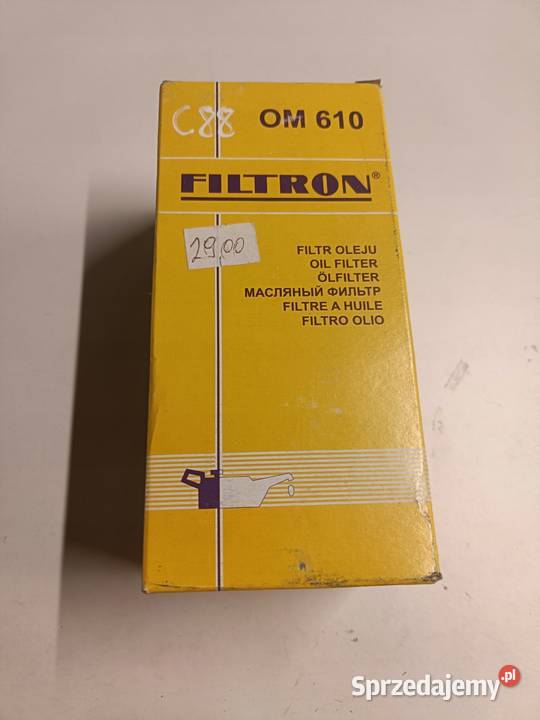 C88 OM 610
FILTRON®
29,00
FILTR OLEJU
OIL FILTER
ÖLFILTER
МАСЛЯНЫЙ ФИЛЬТР
FILTRE A HUILE
FILTRO OLIO
Sprzedajemy.pl